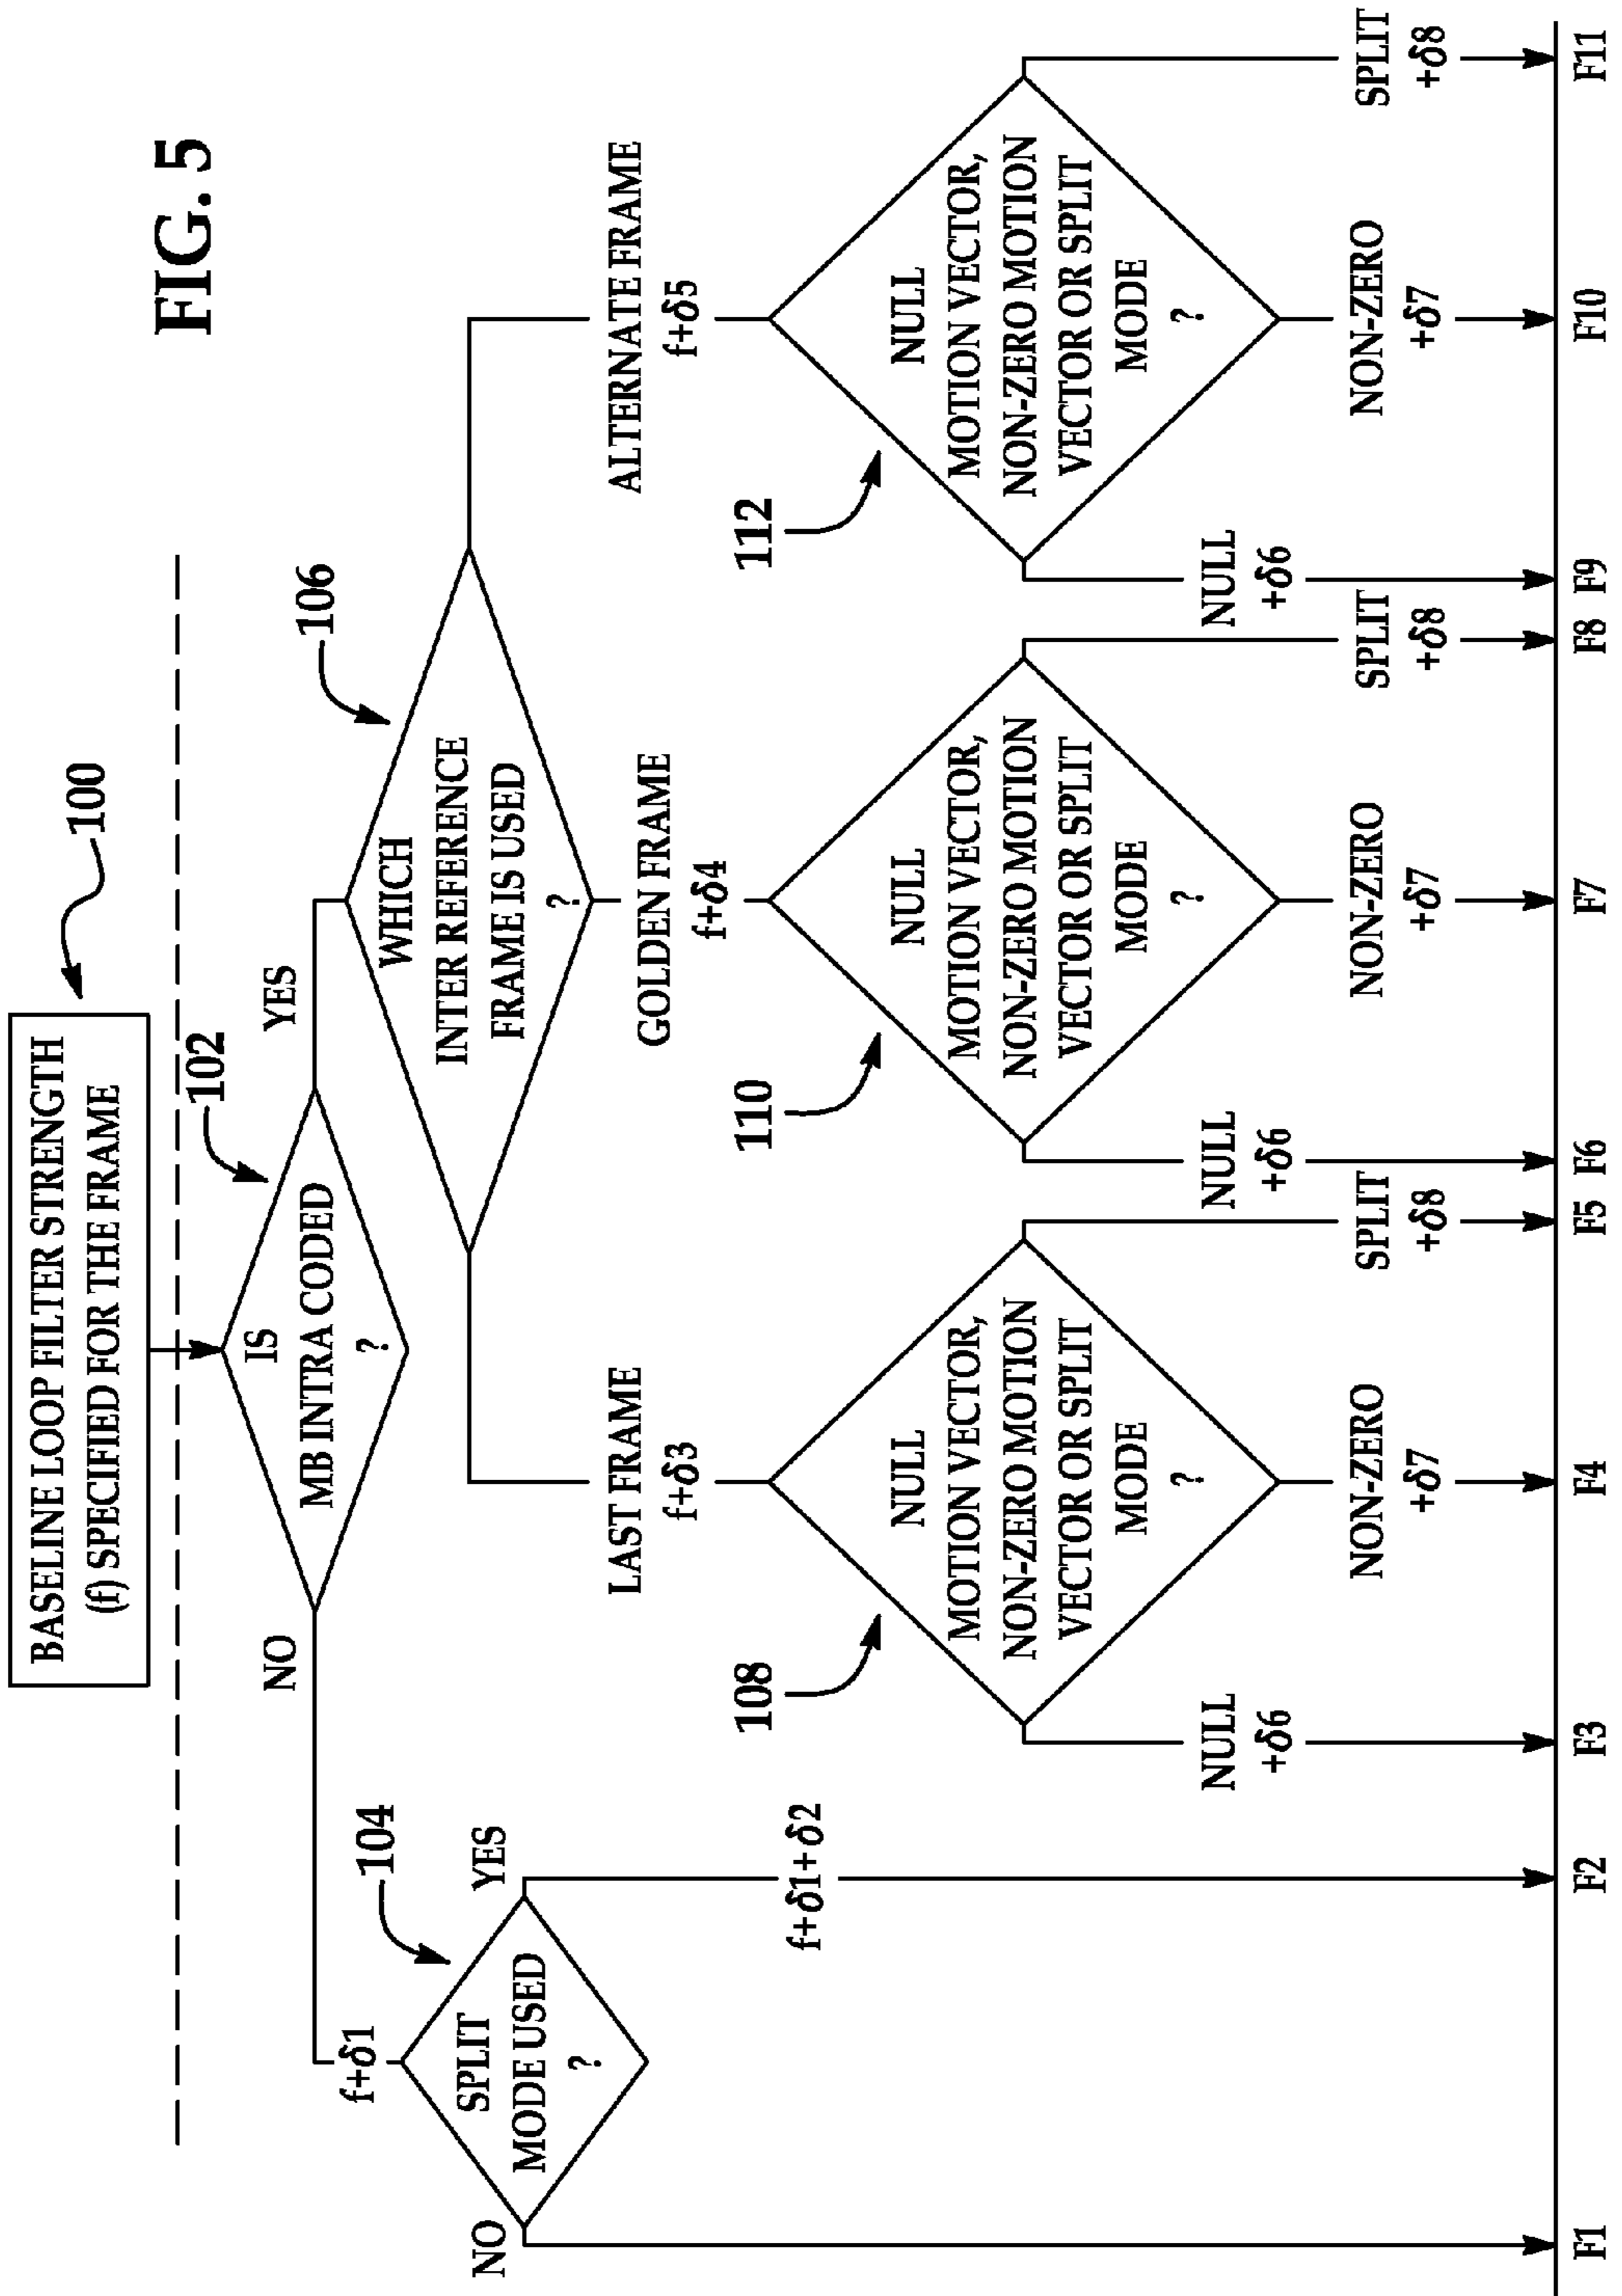 FIG. 5
BASELINE LOOP FILTER STRENGTH
(f) SPECIFIED FOR THE FRAME
100
IS
MB INTRA CODED
?
102
NO
YES
f+δ1
SPLIT
MODE USED
?
104
NO
YES
f+δ1+δ2
WHICH
INTER REFERENCE
FRAME IS USED
?
106
LAST FRAME
f+δ3
GOLDEN FRAME
f+δ4
ALTERNATE FRAME
f+δ5
108
NULL
MOTION VECTOR,
NON-ZERO MOTION
VECTOR OR SPLIT
MODE
?
110
NULL
MOTION VECTOR,
NON-ZERO MOTION
VECTOR OR SPLIT
MODE
?
112
NULL
MOTION VECTOR,
NON-ZERO MOTION
VECTOR OR SPLIT
MODE
?
NULL
+δ6
NON-ZERO
+δ7
SPLIT
+δ8
NULL
+δ6
NON-ZERO
+δ7
SPLIT
+δ8
NULL
+δ6
NON-ZERO
+δ7
SPLIT
+δ8
F1 F2 F3 F4 F5 F6 F7 F8 F9 F10 F11